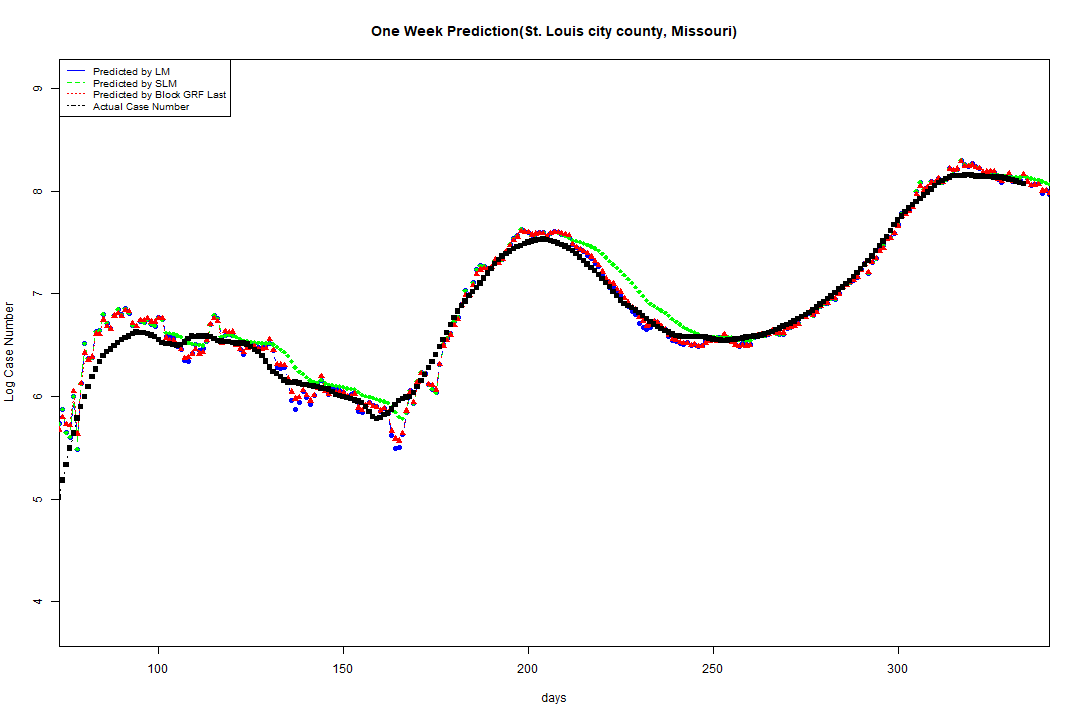 One Week Prediction(St. Louis city county, Missouri)
Predicted by LM
Predicted by SLM
Predicted by Block GRF Last
Actual Case Number
9
8
7
6
5
4
Log Case Number
100 150 200 250 300
days